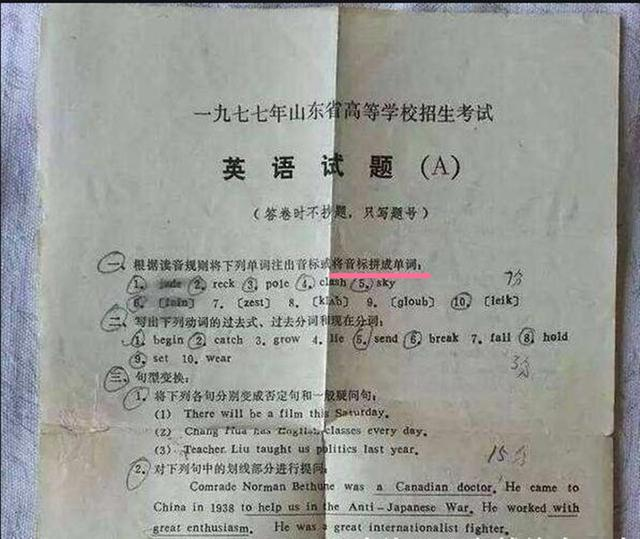 一九七七年山东省高等学校招生考试
英语试题(A)
(答卷时不抄题,只写题号)
一、根据读音规则将下列单词注出音标或将音标拼成单词:
1. jade 2. reck 3. pole 4. clash 5. sky
7分
6. 7. [zest] 8. [klʌb] 9. [gloub] 10. [leik]
二、写出下列动词的过去式、过去分词和现在分词:
1. begin 2. catch 3. grow 4. lie 5. send 6. break 7. fall 8. hold
9. set 10. wear
3分
三、句型变换:
1. 将下列各句分别变成否定句和一般疑问句:
(1) There will be a film this Saturday.
(2) Chang Hua has English classes every day.
(3) Teacher Liu taught us politics last year.
15分
2. 对下列句中的划线部分进行提问:
Comrade Norman Bethune was a Canadian doctor. He came to
China in 1938 to help us in the Anti-Japanese War. He worked with
great enthusiasm. He was a great internationalist fighter.